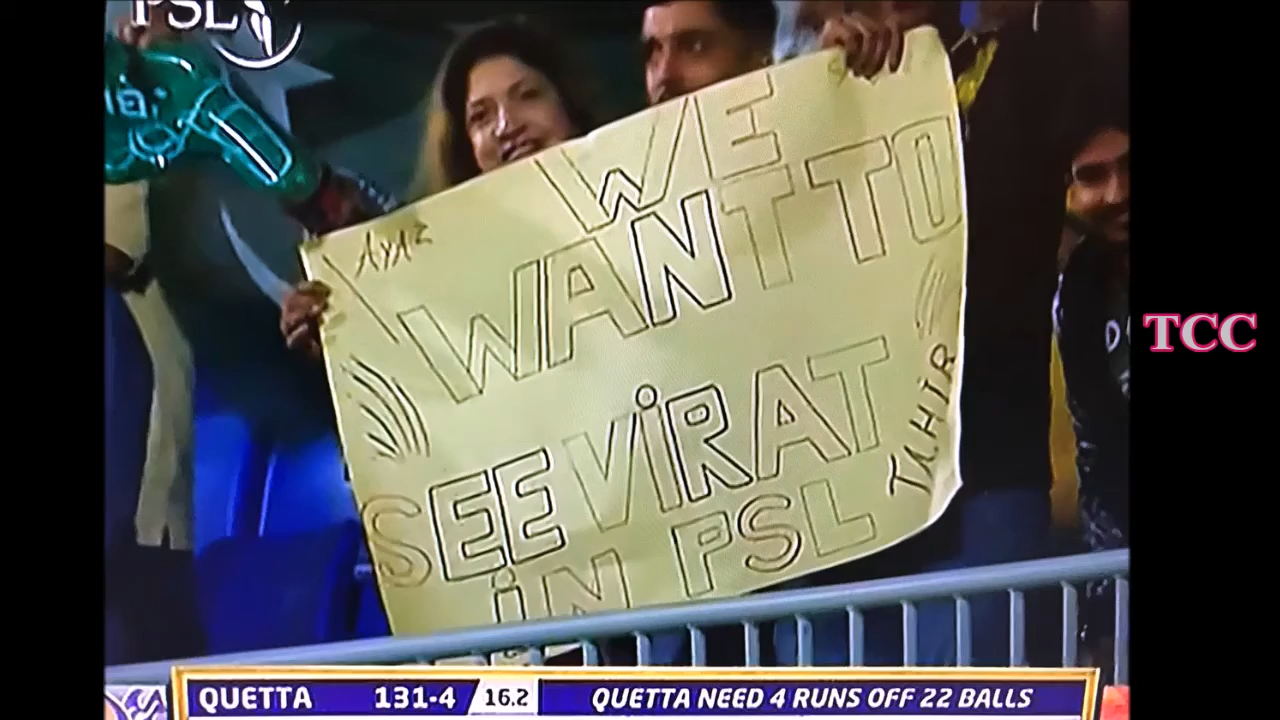 PSL
WE
WANT TO
SEE VIRAT
IN PSL
AYAZ
TAHIR
TCC
QUETTA 131-4 16.2 QUETTA NEED 4 RUNS OFF 22 BALLS